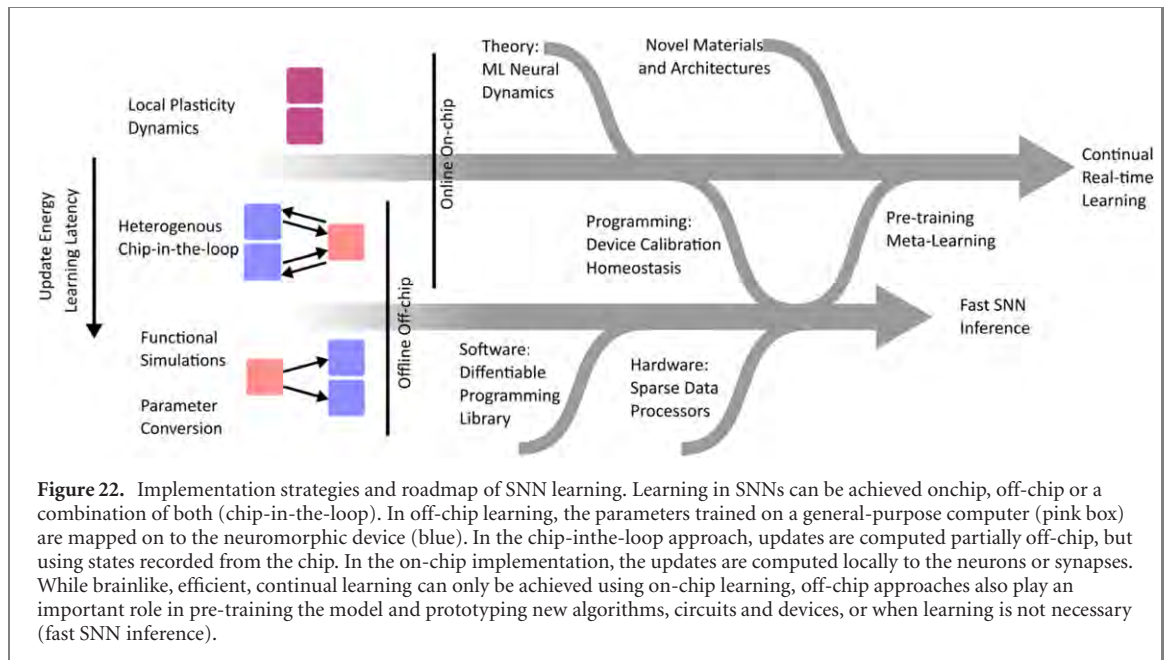 Local Plasticity
Dynamics
Update Energy
Learning Latency
Heterogenous
Chip-in-the-loop
Functional
Simulations
Parameter
Conversion
Online On-chip
Offline Off-chip
Theory:
ML Neural
Dynamics
Novel Materials
and Architectures
Continual
Real-time
Learning
Programming:
Device Calibration
Homeostasis
Pre-training
Meta-Learning
Fast SNN
Inference
Software:
Diffentiable
Programming
Library
Hardware:
Sparse Data
Processors
Figure 22. Implementation strategies and roadmap of SNN learning. Learning in SNNs can be achieved onchip, off-chip or a
combination of both (chip-in-the-loop). In off-chip learning, the parameters trained on a general-purpose computer (pink box)
are mapped on to the neuromorphic device (blue). In the chip-inthe-loop approach, updates are computed partially off-chip, but
using states recorded from the chip. In the on-chip implementation, the updates are computed locally to the neurons or synapses.
While brainlike, efficient, continual learning can only be achieved using on-chip learning, off-chip approaches also play an
important role in pre-training the model and prototyping new algorithms, circuits and devices, or when learning is not necessary
(fast SNN inference).